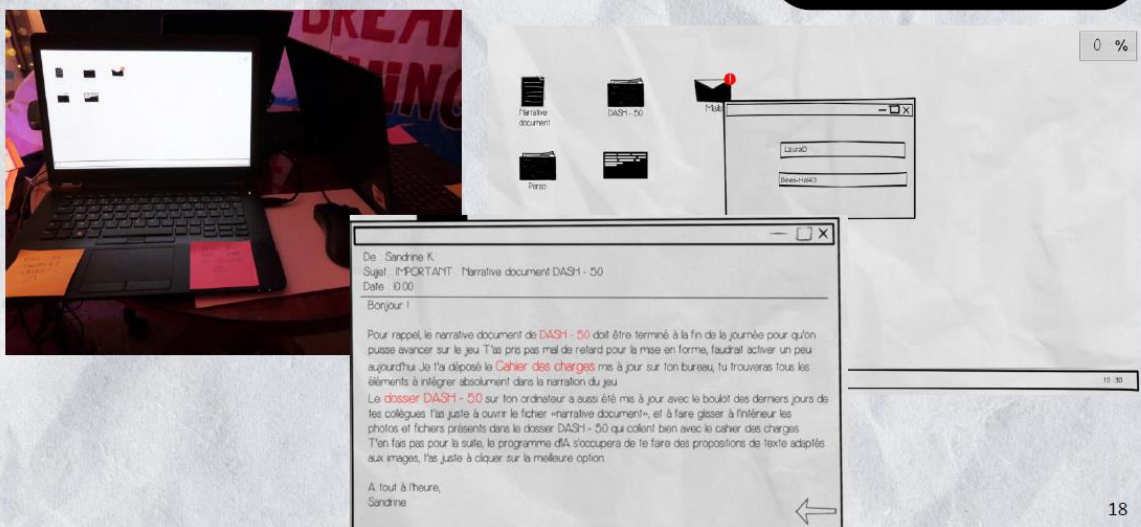 BREAK
0 %
Narrative
document
DASH - 50
Mails
Perso
LauraD
De : Sandrine K.
Sujet : IMPORTANT : Narrative document DASH - 50
Date : 10:00
Bonjour !
Pour rappel, le narrative document de DASH - 50 doit être terminé à la fin de la journée pour qu'on
puisse avancer sur le jeu. T'as pris pas mal de retard pour la mise en forme, faudrait activer un peu
aujourd'hui. Je t'ai déposé le Cahier des charges mis à jour sur ton bureau, tu trouveras tous les
éléments à intégrer absolument dans la narration du jeu.
Le dossier DASH - 50 sur ton ordinateur a aussi été mis à jour avec le boulot des derniers jours de
tes collègues. t'as juste à ouvrir le fichier «narrative document», et à faire glisser à l'intérieur les
photos et fichiers présents dans le dossier DASH - 50 qui collent bien avec le cahier des charges.
T'en fais pas pour la suite, le programme d'IA s'occupera de te faire des propositions de texte adaptés
aux images, t'as juste à cliquer sur la meilleure option.
A tout à l'heure,
Sandrine
10 : 30
18